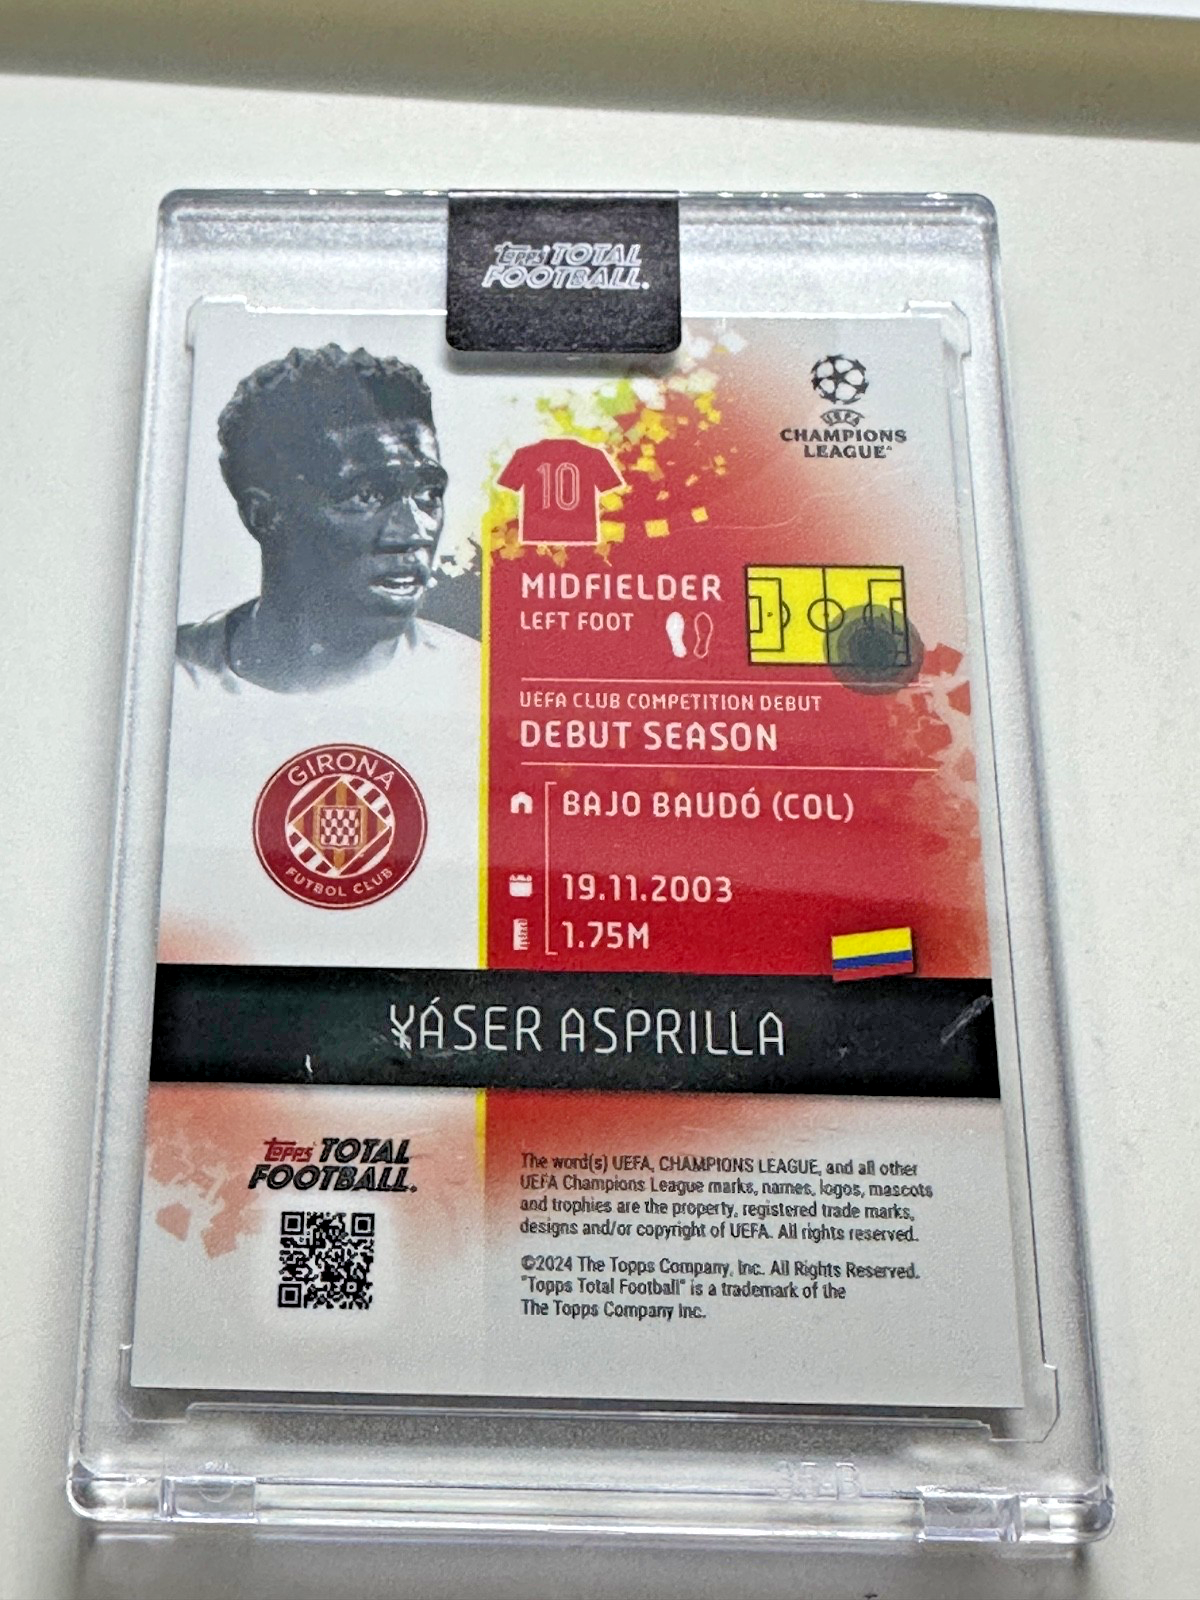 topps TOTAL
FOOTBALL.
UEFA
CHAMPIONS
LEAGUE
10
MIDFIELDER
LEFT FOOT
UEFA CLUB COMPETITION DEBUT
DEBUT SEASON
GIRONA
FUTBOL CLUB
BAJO BAUDÓ (COL)
19.11.2003
1.75M
YÁSER ASPRILLA
topps TOTAL
FOOTBALL.
The word(s) UEFA, CHAMPIONS LEAGUE, and all other
UEFA Champions League marks, names, logos, mascots
and trophies are the property, registered trade marks,
designs and/or copyright of UEFA. All rights reserved.
©2024 The Topps Company, Inc. All Rights Reserved.
"Topps Total Football" is a trademark of the
The Topps Company Inc.